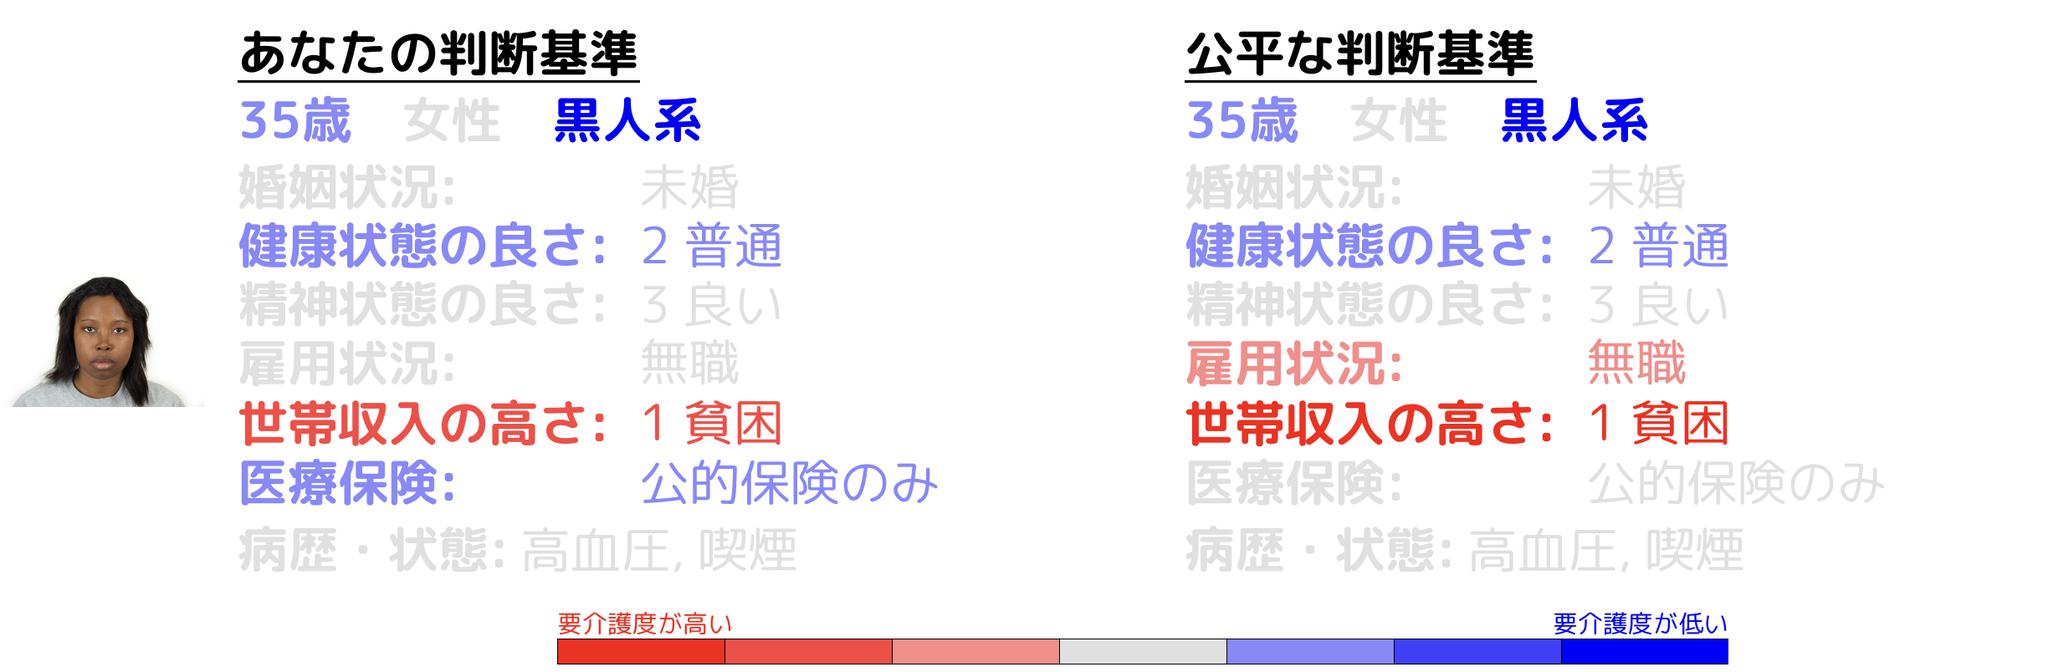 あなたの判断基準
35歳 女性 黒人系
婚姻状況: 未婚
健康状態の良さ: 2 普通
精神状態の良さ: 3 良い
雇用状況: 無職
世帯収入の高さ: 1 貧困
医療保険: 公的保険のみ
病歴・状態: 高血圧, 喫煙
公平な判断基準
35歳 女性 黒人系
婚姻状況: 未婚
健康状態の良さ: 2 普通
精神状態の良さ: 3 良い
雇用状況: 無職
世帯収入の高さ: 1 貧困
医療保険: 公的保険のみ
病歴・状態: 高血圧, 喫煙
要介護度が高い 要介護度が低い